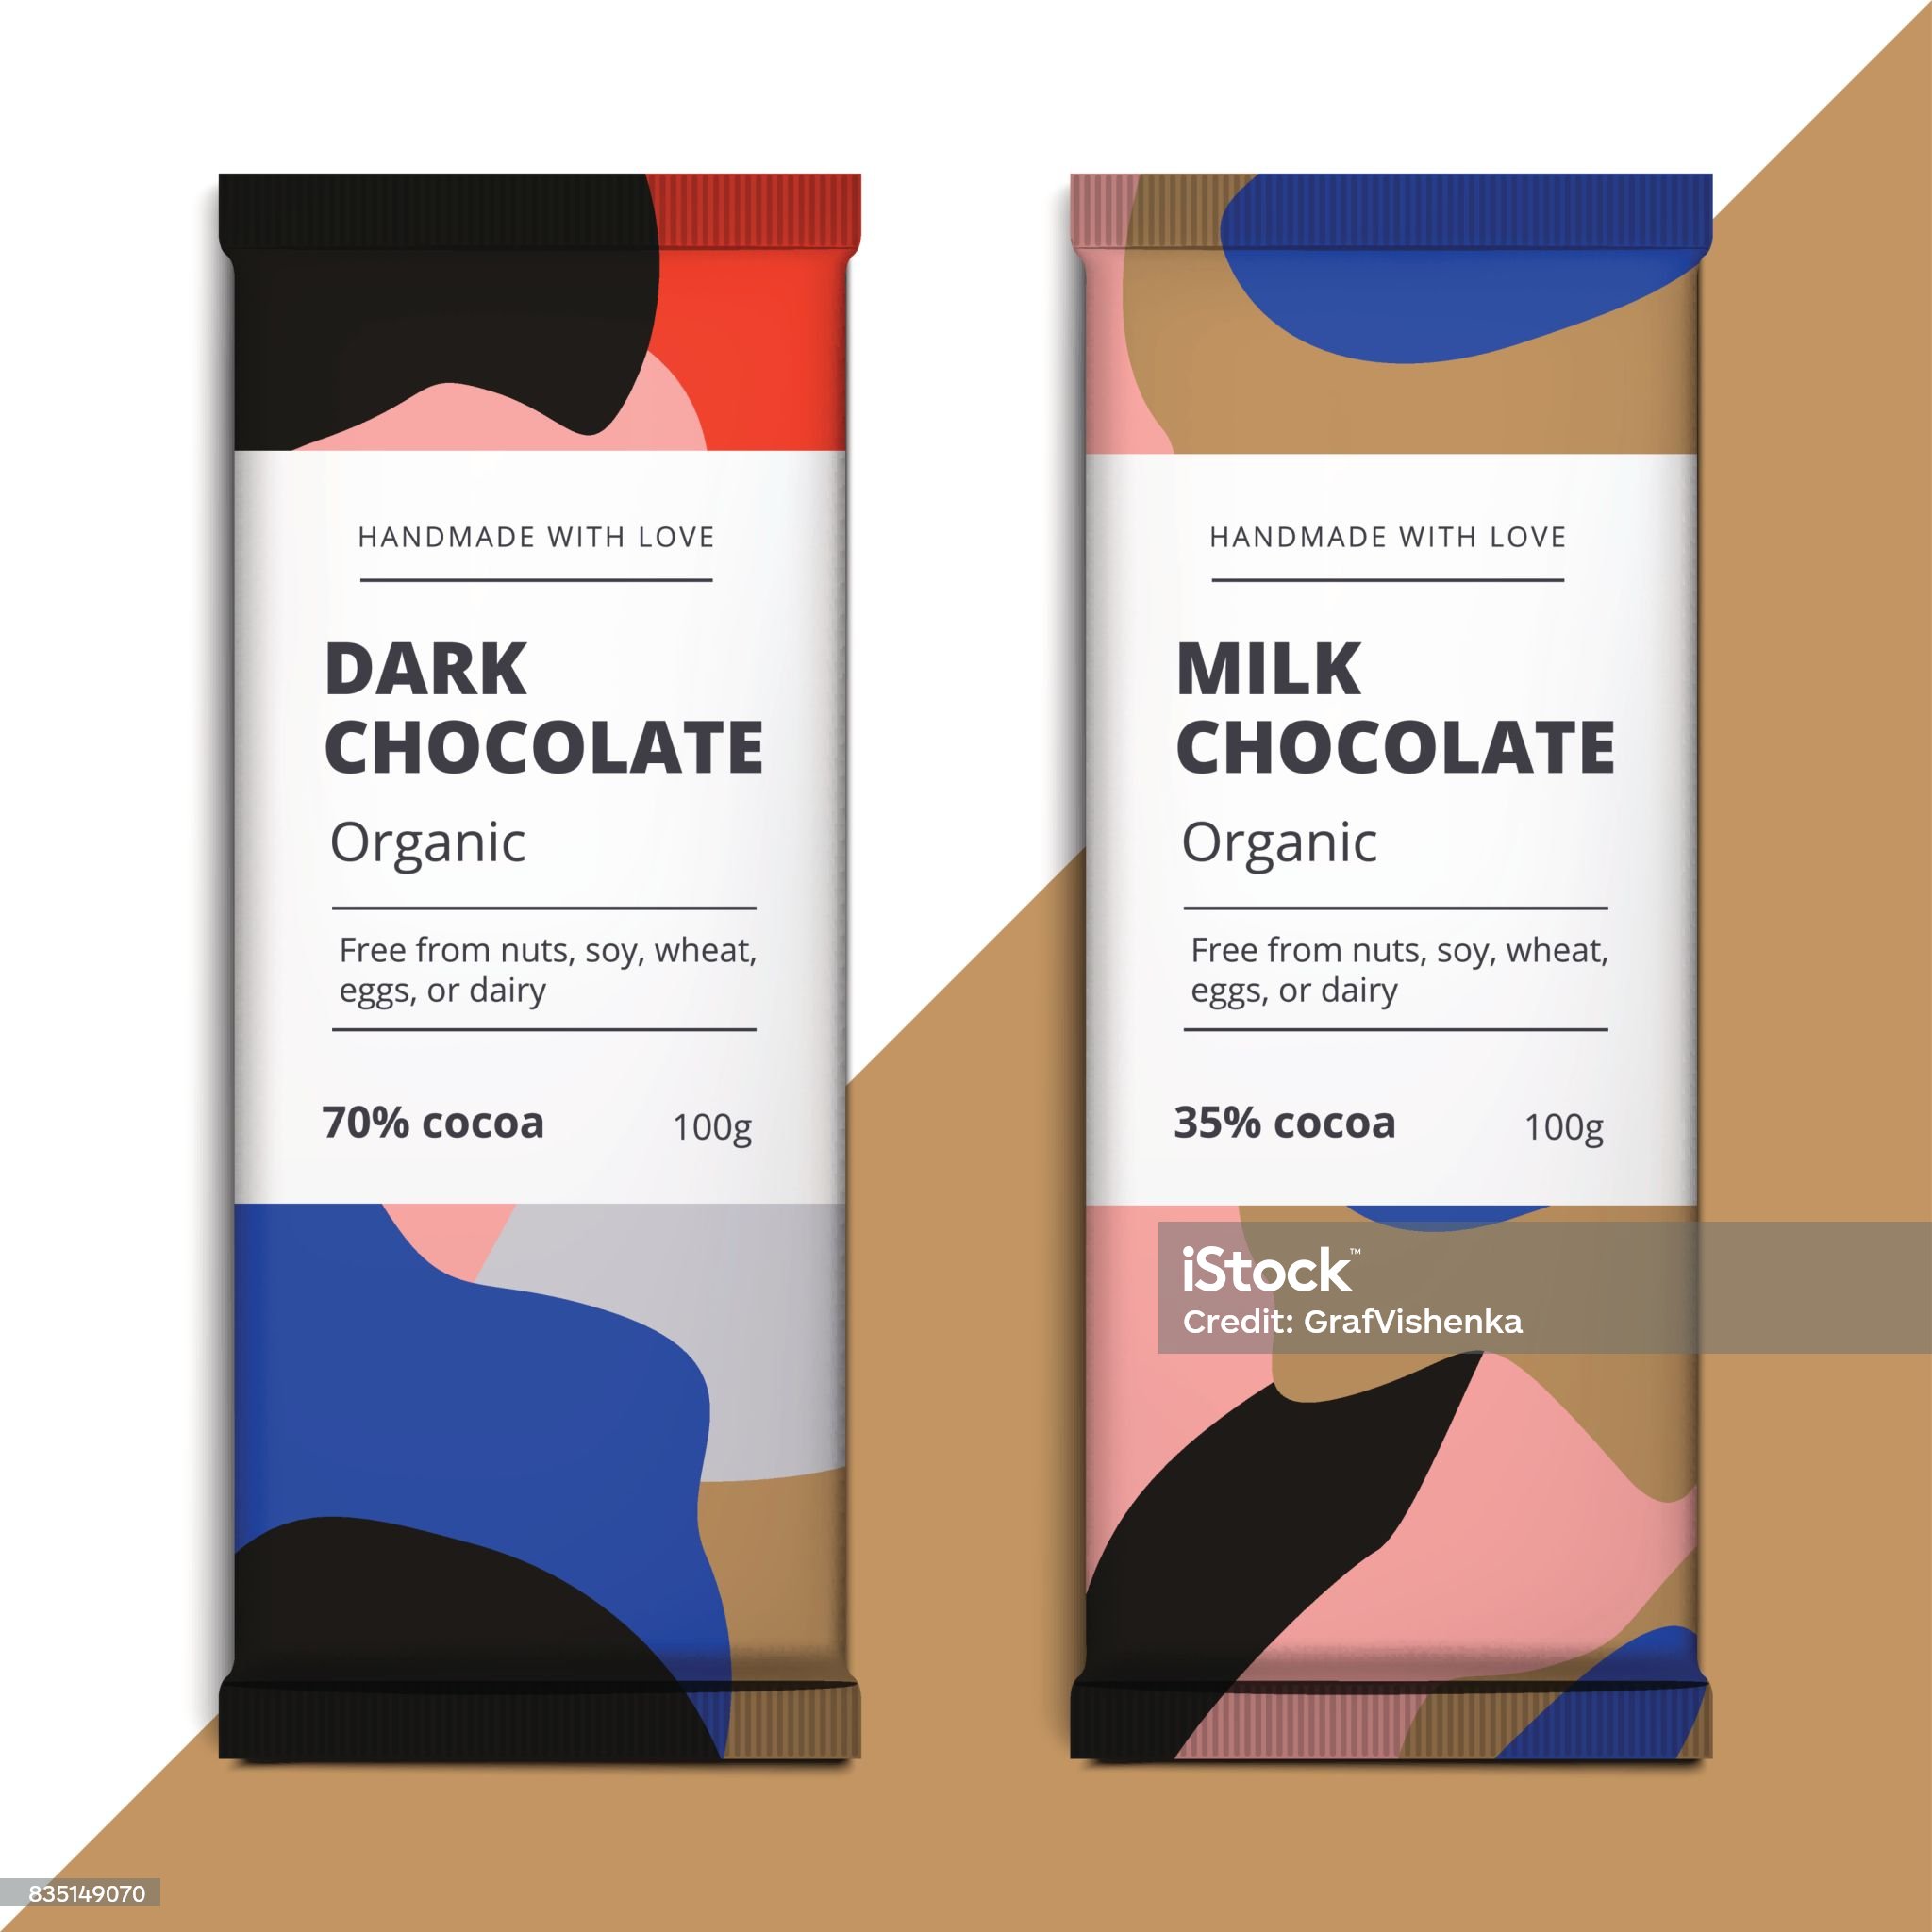 HANDMADE WITH LOVE
DARK
CHOCOLATE
Organic
Free from nuts, soy, wheat,
eggs, or dairy
70% cocoa 100g
HANDMADE WITH LOVE
MILK
CHOCOLATE
Organic
Free from nuts, soy, wheat,
eggs, or dairy
35% cocoa 100g
iStock™
Credit: GrafVishenka
835149070